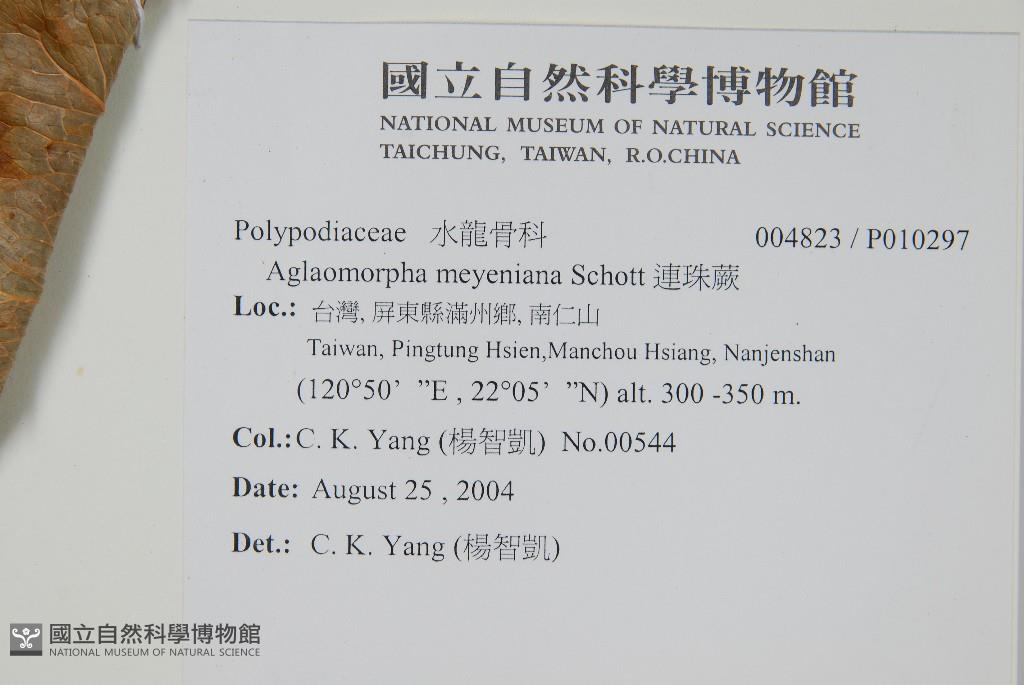 國立自然科學博物館
NATIONAL MUSEUM OF NATURAL SCIENCE
TAICHUNG, TAIWAN, R.O.CHINA
Polypodiaceae 水龍骨科 004823 / P010297
Aglaomorpha meyeniana Schott 連珠蕨
Loc.: 台灣, 屏東縣滿州鄉, 南仁山
Taiwan, Pingtung Hsien,Manchou Hsiang, Nanjenshan
(120°50’ ”E , 22°05’ ”N) alt. 300 -350 m.
Col.: C. K. Yang (楊智凱) No.00544
Date: August 25 , 2004
Det.: C. K. Yang (楊智凱)
國立自然科學博物館
NATIONAL MUSEUM OF NATURAL SCIENCE